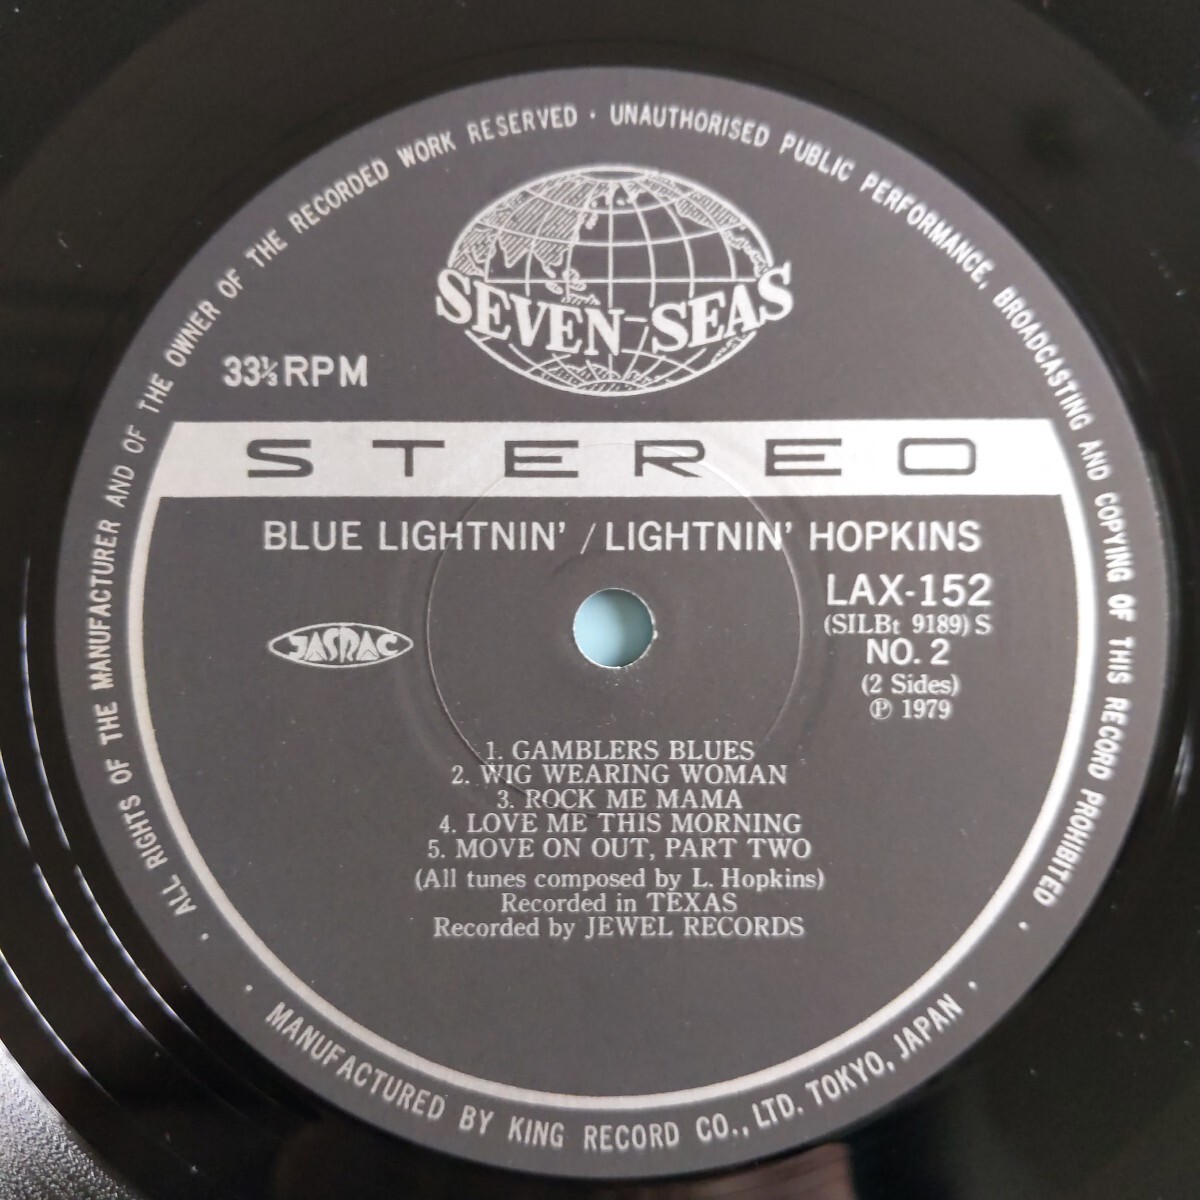 ALL RIGHTS OF THE MANUFACTURER AND OF THE OWNER OF THE RECORDED WORK RESERVED · UNAUTHORISED PUBLIC PERFORMANCE, BROADCASTING AND COPYING OF THIS RECORD PROHIBITED
SEVEN-SEAS
33⅓ RPM
STEREO
BLUE LIGHTNIN' / LIGHTNIN' HOPKINS
LAX-152
(SILBt 9189) S
JASRAC
NO. 2
(2 Sides)
℗ 1979
1. GAMBLERS BLUES
2. WIG WEARING WOMAN
3. ROCK ME MAMA
4. LOVE ME THIS MORNING
5. MOVE ON OUT, PART TWO
(All tunes composed by L. Hopkins)
Recorded in TEXAS
Recorded by JEWEL RECORDS
· MANUFACTURED BY KING RECORD CO., LTD. TOKYO, JAPAN ·